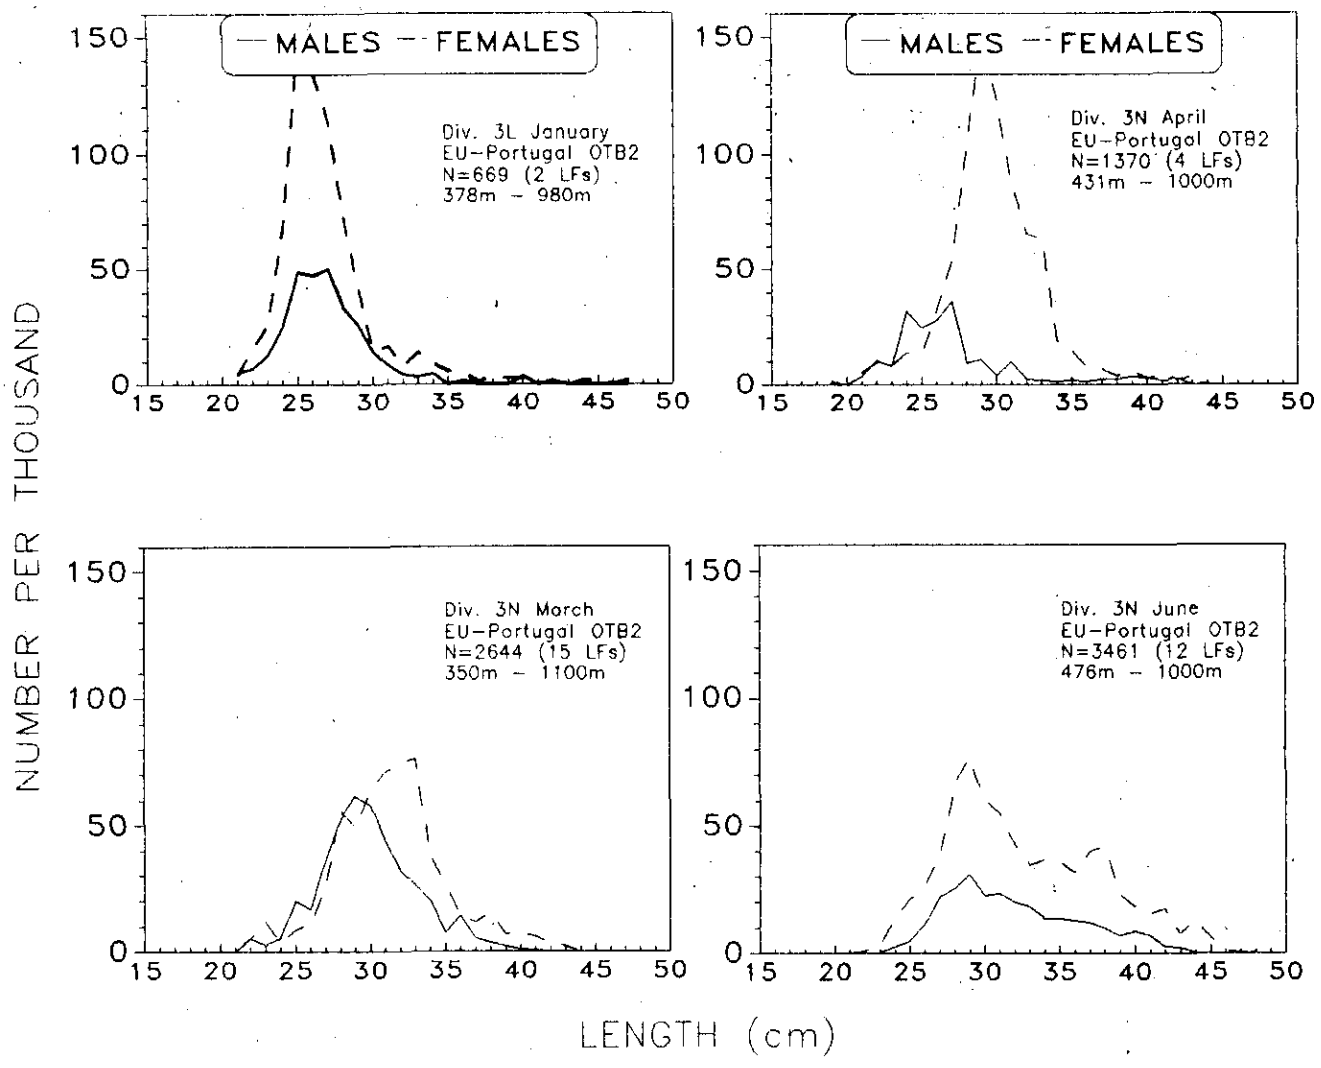 NUMBER PER THOUSAND
MALES FEMALES
150
100
50
0
15 20 25 30 35 40 45 50
Div. 3L January
EU-Portugal OTB2
N=669 (2 LFs)
378m - 980m
MALES FEMALES
150
100
50
0
15 20 25 30 35 40 45 50
Div. 3N April
EU-Portugal OTB2
N=1370 (4 LFs)
431m - 1000m
150
100
50
0
15 20 25 30 35 40 45 50
Div. 3N March
EU-Portugal OTB2
N=2644 (15 LFs)
350m - 1100m
150
100
50
0
15 20 25 30 35 40 45 50
Div. 3N June
EU-Portugal OTB2
N=3461 (12 LFs)
476m - 1000m
LENGTH (cm)